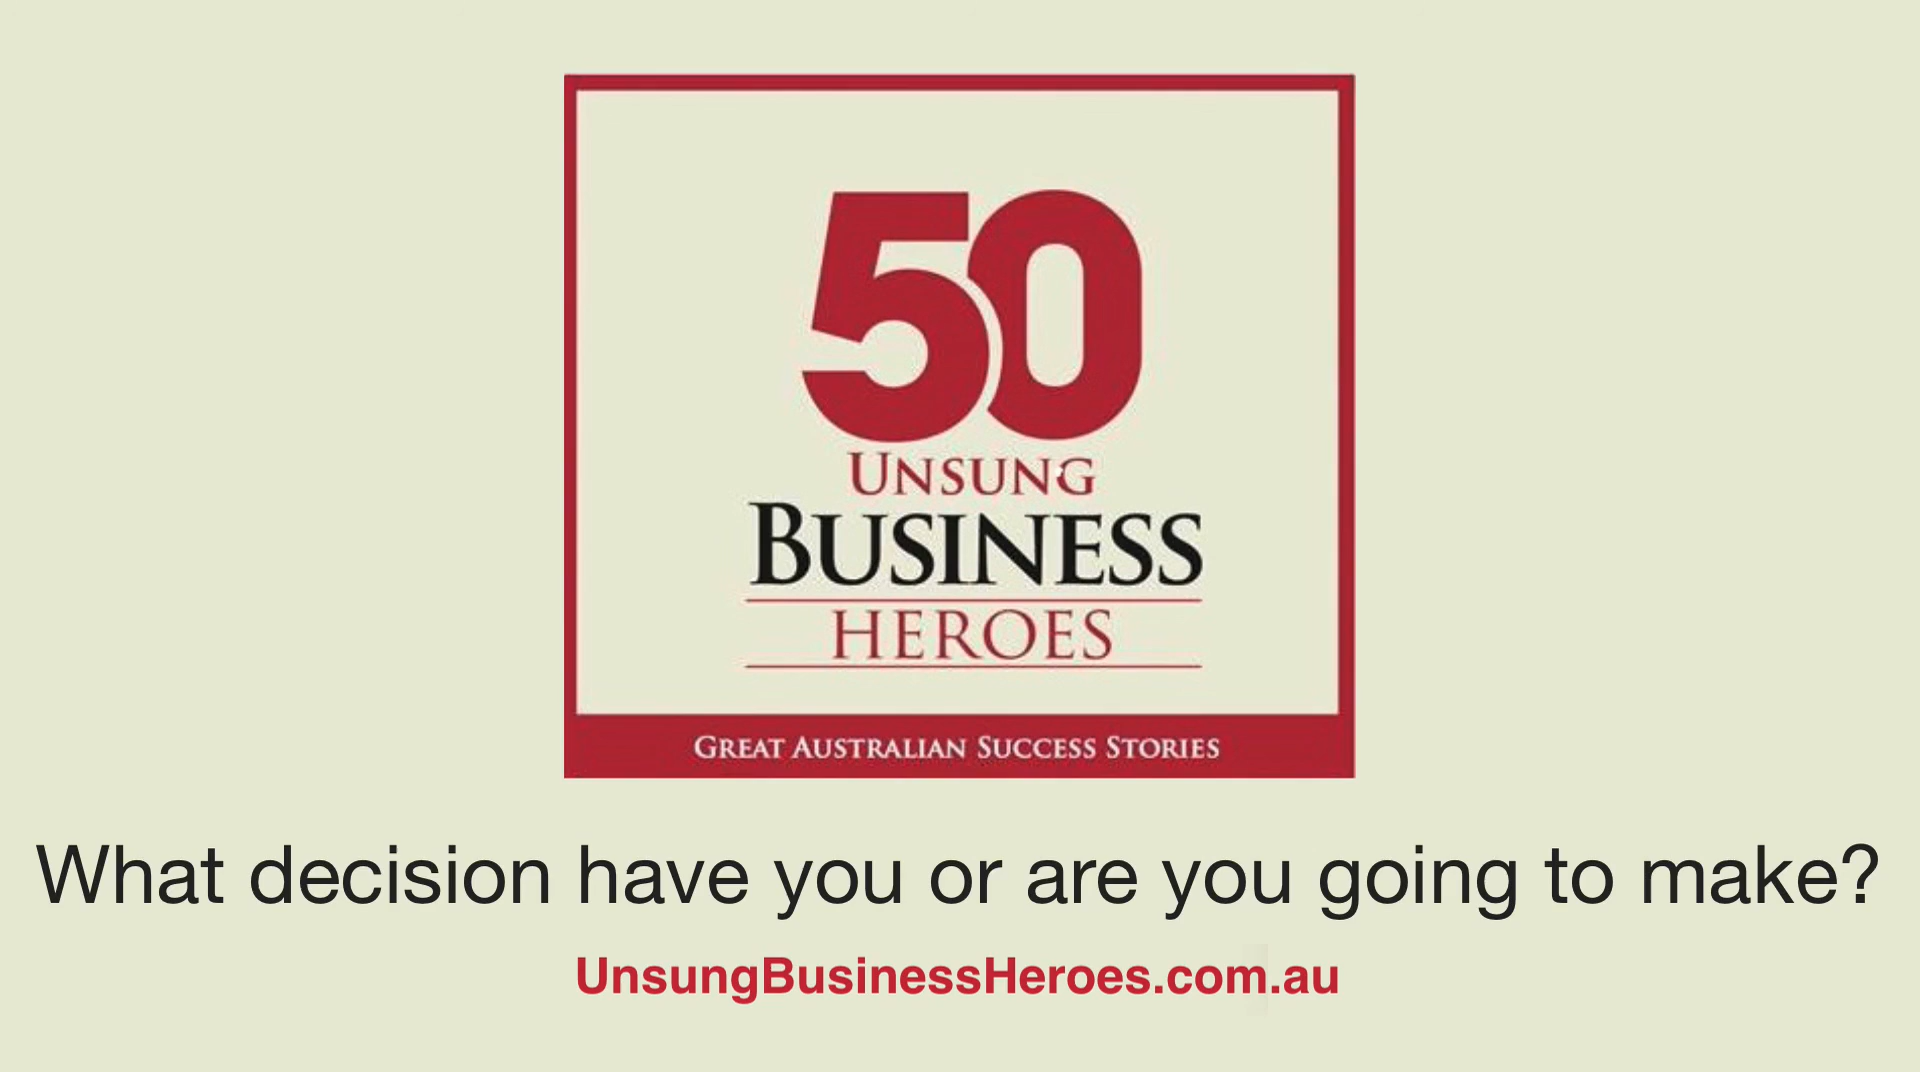 50
UNSUNG
BUSINESS
HEROES
GREAT AUSTRALIAN SUCCESS STORIES
What decision have you or are you going to make?
UnsungBusinessHeroes.com.au